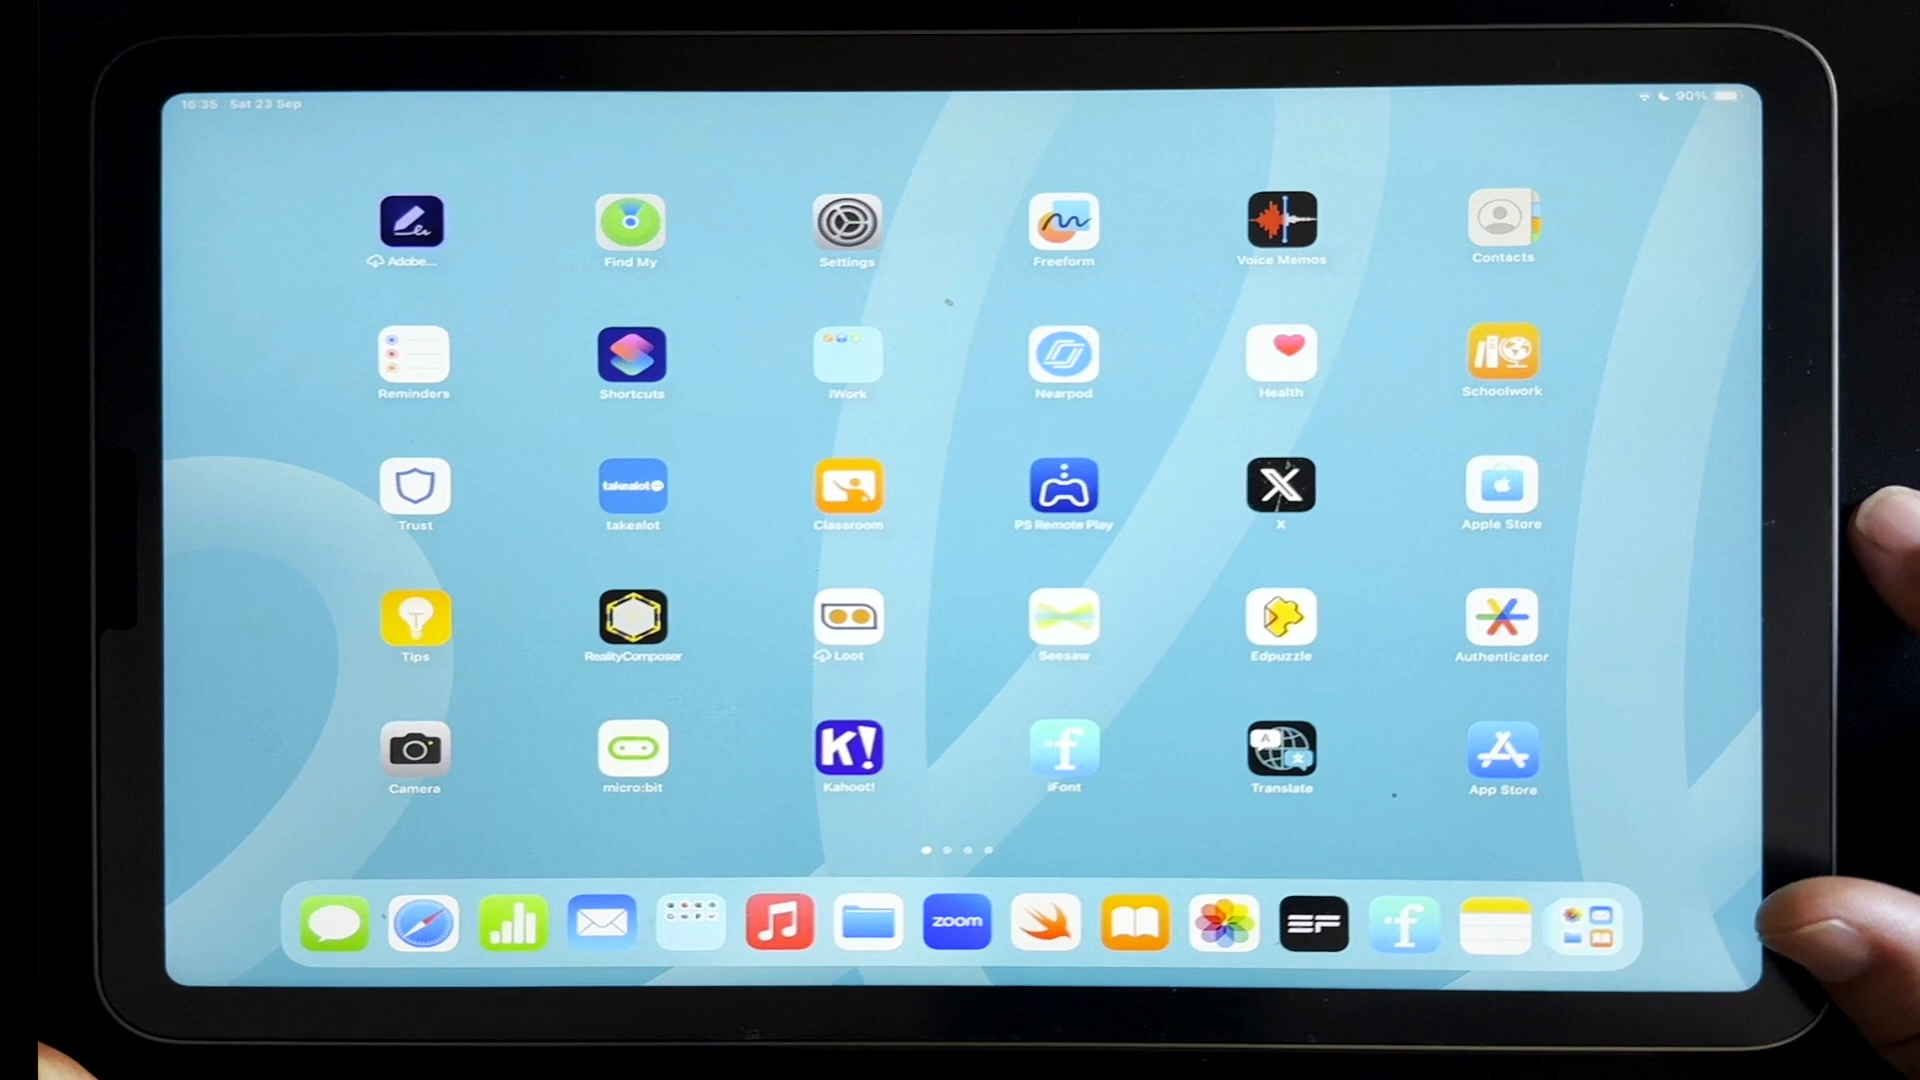 16:35 Sat 23 Sep
90%
Adobe...
Find My
Settings
Freeform
Voice Memos
Contacts
Reminders
Shortcuts
iWork
Nearpod
Health
Schoolwork
Trust
takealot
takealot
Classroom
PS Remote Play
X
Apple Store
Tips
RealityComposer
Loot
Seesaw
Edpuzzle
Authenticator
Camera
micro:bit
K!
Kahoot!
f
iFont
A
Translate
App Store
zoom
EF
f